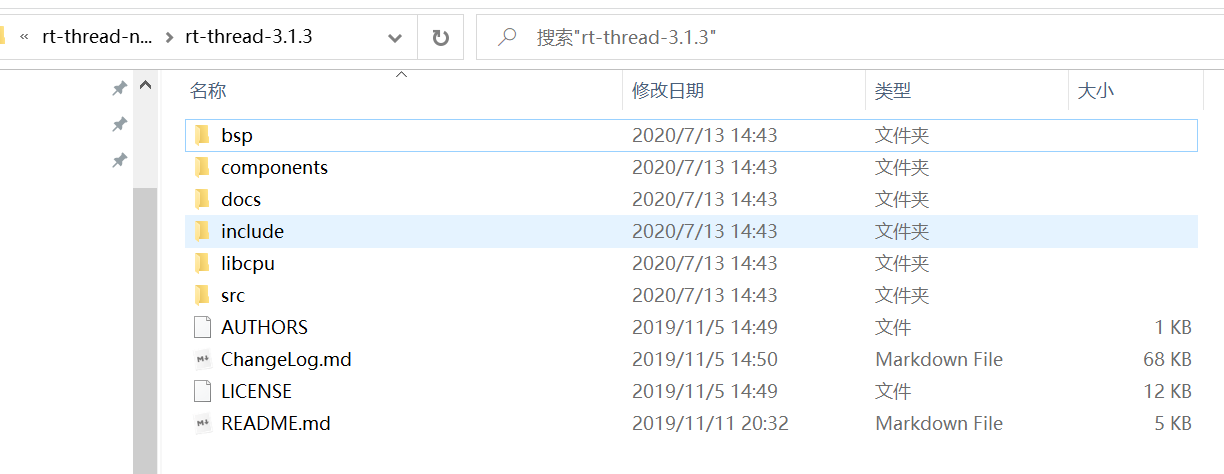 « rt-thread-n... > rt-thread-3.1.3 搜索"rt-thread-3.1.3"
名称 修改日期 类型 大小
bsp 2020/7/13 14:43 文件夹
components 2020/7/13 14:43 文件夹
docs 2020/7/13 14:43 文件夹
include 2020/7/13 14:43 文件夹
libcpu 2020/7/13 14:43 文件夹
src 2020/7/13 14:43 文件夹
AUTHORS 2019/11/5 14:49 文件 1 KB
ChangeLog.md 2019/11/5 14:50 Markdown File 68 KB
LICENSE 2019/11/5 14:49 文件 12 KB
README.md 2019/11/11 20:32 Markdown File 5 KB